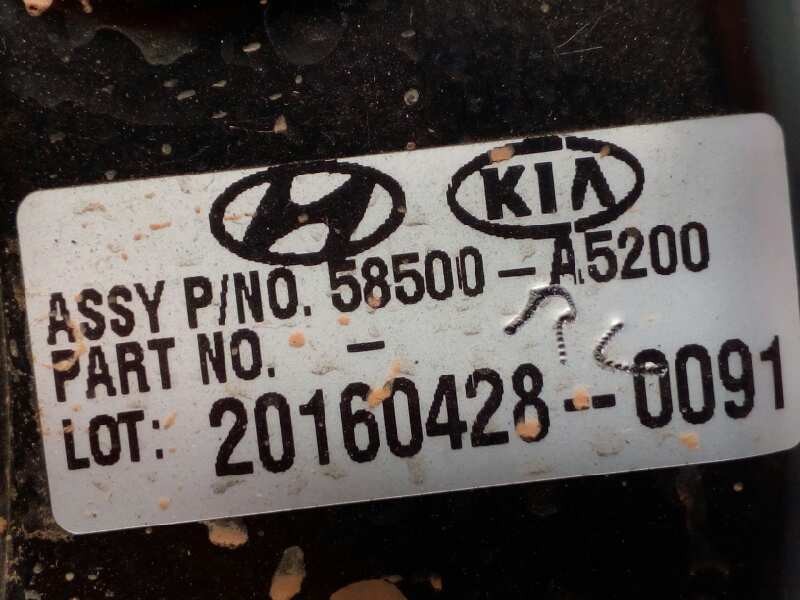 KIA
ASSY P/NO. 58500-A5200
PART NO. -
LOT: 20160428-0091